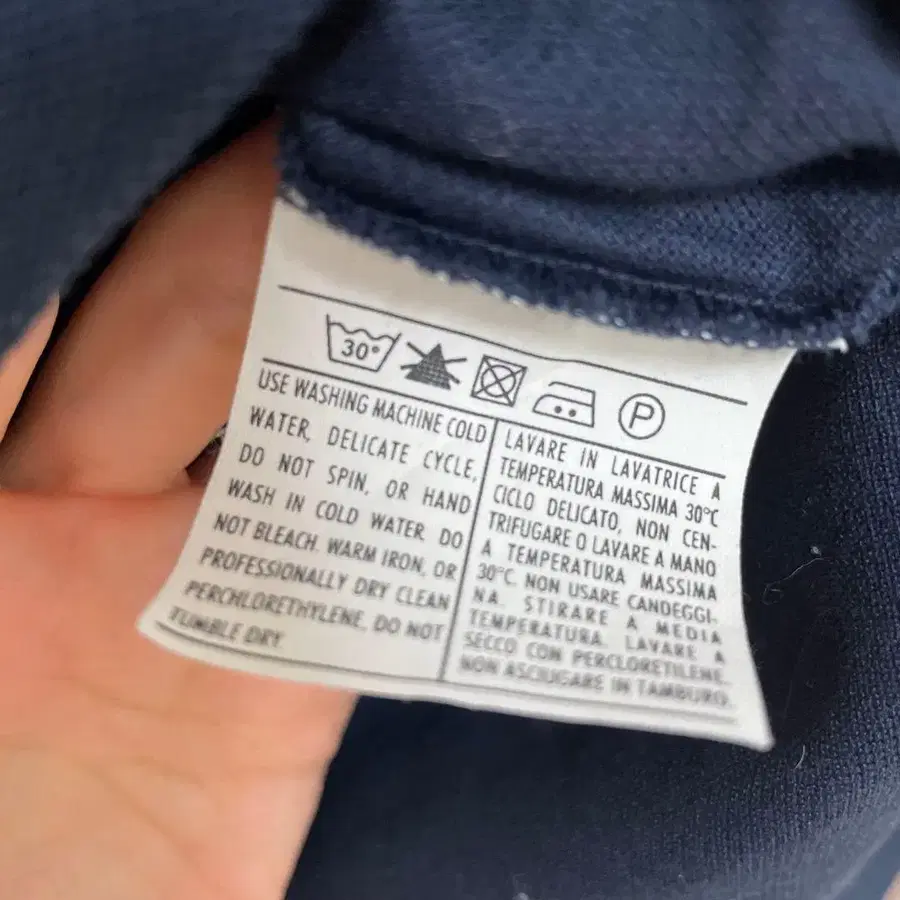 30°
P
USE WASHING MACHINE COLD
WATER, DELICATE CYCLE,
DO NOT SPIN, OR HAND
WASH IN COLD WATER. DO
NOT BLEACH. WARM IRON, OR
PROFESSIONALLY DRY CLEAN
PERCHLORETHYLENE, DO NOT
TUMBLE DRY.
LAVARE IN LAVATRICE A
TEMPERATURA MASSIMA 30°C
CICLO DELICATO, NON CEN-
TRIFUGARE O LAVARE A MANO
A TEMPERATURA MASSIMA
30°C. NON USARE CANDEGGI-
NA. STIRARE A MEDIA
TEMPERATURA. LAVARE A
SECCO CON PERCLORETILENE.
NON ASCIUGARE IN TAMBURO.